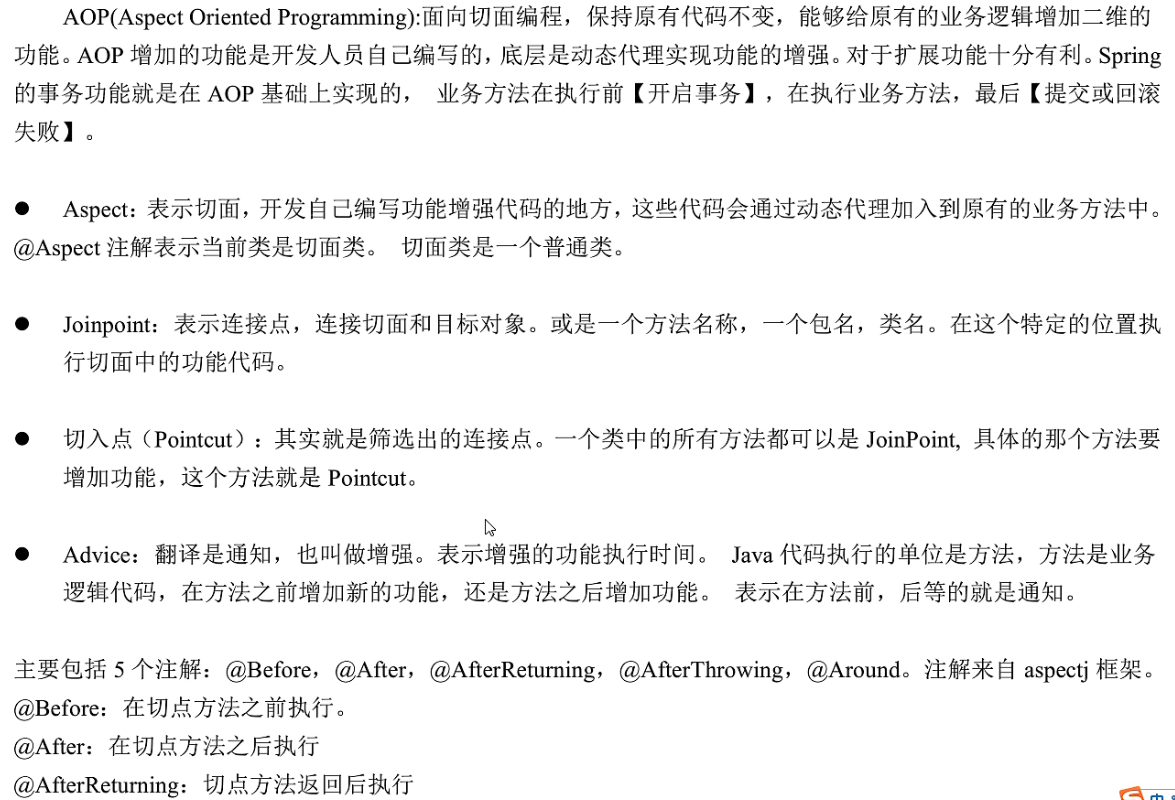 AOP(Aspect Oriented Programming):面向切面编程，保持原有代码不变，能够给原有的业务逻辑增加二维的
功能。AOP 增加的功能是开发人员自己编写的，底层是动态代理实现功能的增强。对于扩展功能十分有利。Spring
的事务功能就是在 AOP 基础上实现的， 业务方法在执行前【开启事务】，在执行业务方法，最后【提交或回滚
失败】。
● Aspect：表示切面，开发自己编写功能增强代码的地方，这些代码会通过动态代理加入到原有的业务方法中。
@Aspect 注解表示当前类是切面类。 切面类是一个普通类。
● Joinpoint：表示连接点，连接切面和目标对象。或是一个方法名称，一个包名，类名。在这个特定的位置执
行切面中的功能代码。
● 切入点（Pointcut）：其实就是筛选出的连接点。一个类中的所有方法都可以是 JoinPoint, 具体的那个方法要
增加功能，这个方法就是 Pointcut。
● Advice：翻译是通知，也叫做增强。表示增强的功能执行时间。 Java 代码执行的单位是方法，方法是业务
逻辑代码，在方法之前增加新的功能，还是方法之后增加功能。 表示在方法前，后等的就是通知。
主要包括 5 个注解：@Before，@After，@AfterReturning，@AfterThrowing，@Around。注解来自 aspectj 框架。
@Before：在切点方法之前执行。
@After：在切点方法之后执行
@AfterReturning：切点方法返回后执行